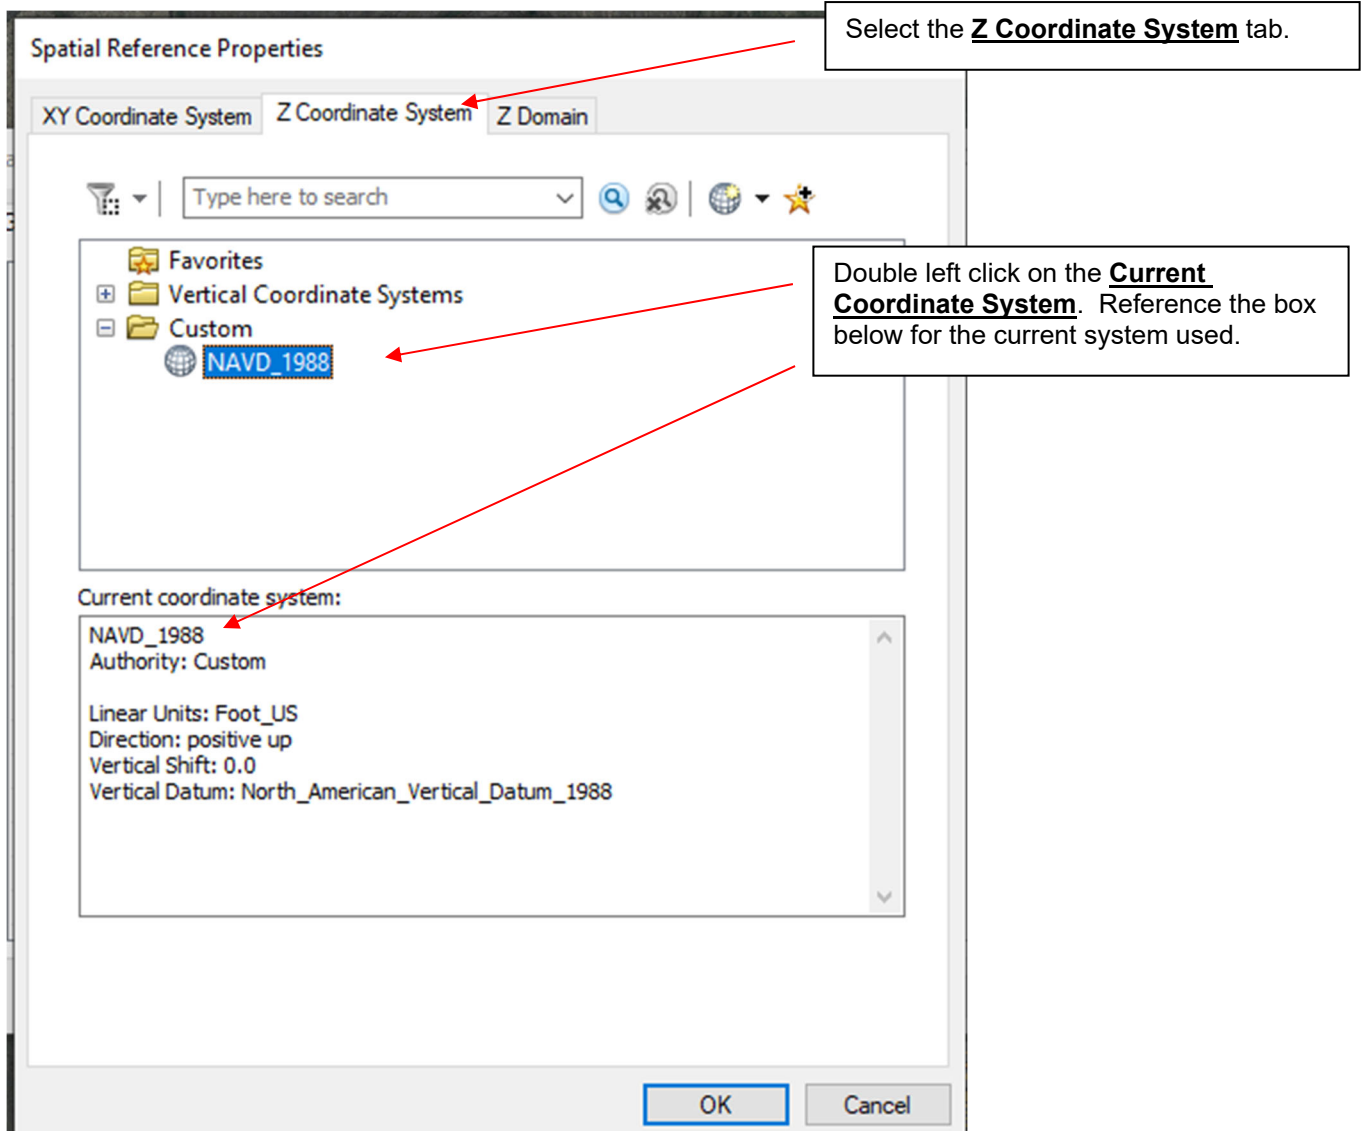 Select the Z Coordinate System tab.
Spatial Reference Properties
XY Coordinate System
Z Coordinate System
Z Domain
Type here to search
Favorites
Vertical Coordinate Systems
Custom
NAVD_1988
Double left click on the Current
Coordinate System. Reference the box
below for the current system used.
Current coordinate system:
NAVD_1988
Authority: Custom
Linear Units: Foot_US
Direction: positive up
Vertical Shift: 0.0
Vertical Datum: North_American_Vertical_Datum_1988
OK
Cancel